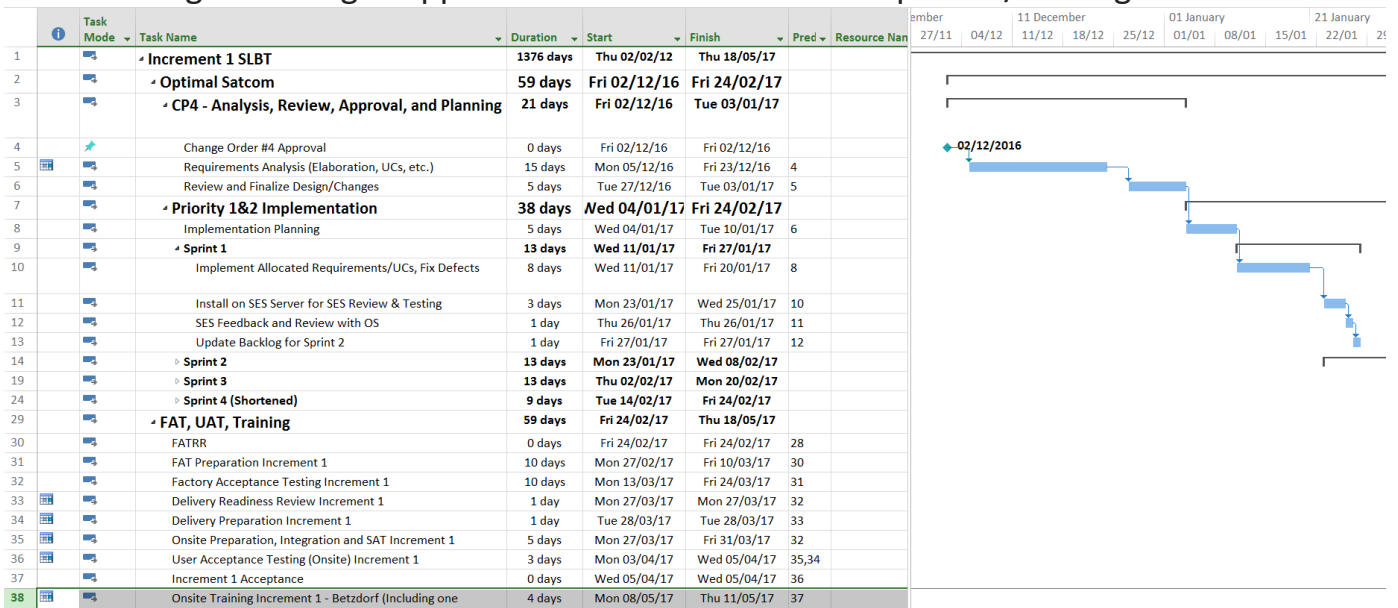 ember 11 December 01 January 21 January
Task Mode Task Name Duration Start Finish Pred Resource Nan 27/11 04/12 11/12 18/12 25/12 01/01 08/01 15/01 22/01 29
1 Increment 1 SLBT 1376 days Thu 02/02/12 Thu 18/05/17
2 Optimal Satcom 59 days Fri 02/12/16 Fri 24/02/17
3 CP4 - Analysis, Review, Approval, and Planning 21 days Fri 02/12/16 Tue 03/01/17
4 Change Order #4 Approval 0 days Fri 02/12/16 Fri 02/12/16 02/12/2016
5 Requirements Analysis (Elaboration, UCs, etc.) 15 days Mon 05/12/16 Fri 23/12/16 4
6 Review and Finalize Design/Changes 5 days Tue 27/12/16 Tue 03/01/17 5
7 Priority 1&2 Implementation 38 days Wed 04/01/17 Fri 24/02/17
8 Implementation Planning 5 days Wed 04/01/17 Tue 10/01/17 6
9 Sprint 1 13 days Wed 11/01/17 Fri 27/01/17
10 Implement Allocated Requirements/UCs, Fix Defects 8 days Wed 11/01/17 Fri 20/01/17 8
11 Install on SES Server for SES Review & Testing 3 days Mon 23/01/17 Wed 25/01/17 10
12 SES Feedback and Review with OS 1 day Thu 26/01/17 Thu 26/01/17 11
13 Update Backlog for Sprint 2 1 day Fri 27/01/17 Fri 27/01/17 12
14 Sprint 2 13 days Mon 23/01/17 Wed 08/02/17
19 Sprint 3 13 days Thu 02/02/17 Mon 20/02/17
24 Sprint 4 (Shortened) 9 days Tue 14/02/17 Fri 24/02/17
29 FAT, UAT, Training 59 days Fri 24/02/17 Thu 18/05/17
30 FATRR 0 days Fri 24/02/17 Fri 24/02/17 28
31 FAT Preparation Increment 1 10 days Mon 27/02/17 Fri 10/03/17 30
32 Factory Acceptance Testing Increment 1 10 days Mon 13/03/17 Fri 24/03/17 31
33 Delivery Readiness Review Increment 1 1 day Mon 27/03/17 Mon 27/03/17 32
34 Delivery Preparation Increment 1 1 day Tue 28/03/17 Tue 28/03/17 33
35 Onsite Preparation, Integration and SAT Increment 1 5 days Mon 27/03/17 Fri 31/03/17 32
36 User Acceptance Testing (Onsite) Increment 1 3 days Mon 03/04/17 Wed 05/04/17 35,34
37 Increment 1 Acceptance 0 days Wed 05/04/17 Wed 05/04/17 36
38 Onsite Training Increment 1 - Betzdorf (Including one 4 days Mon 08/05/17 Thu 11/05/17 37